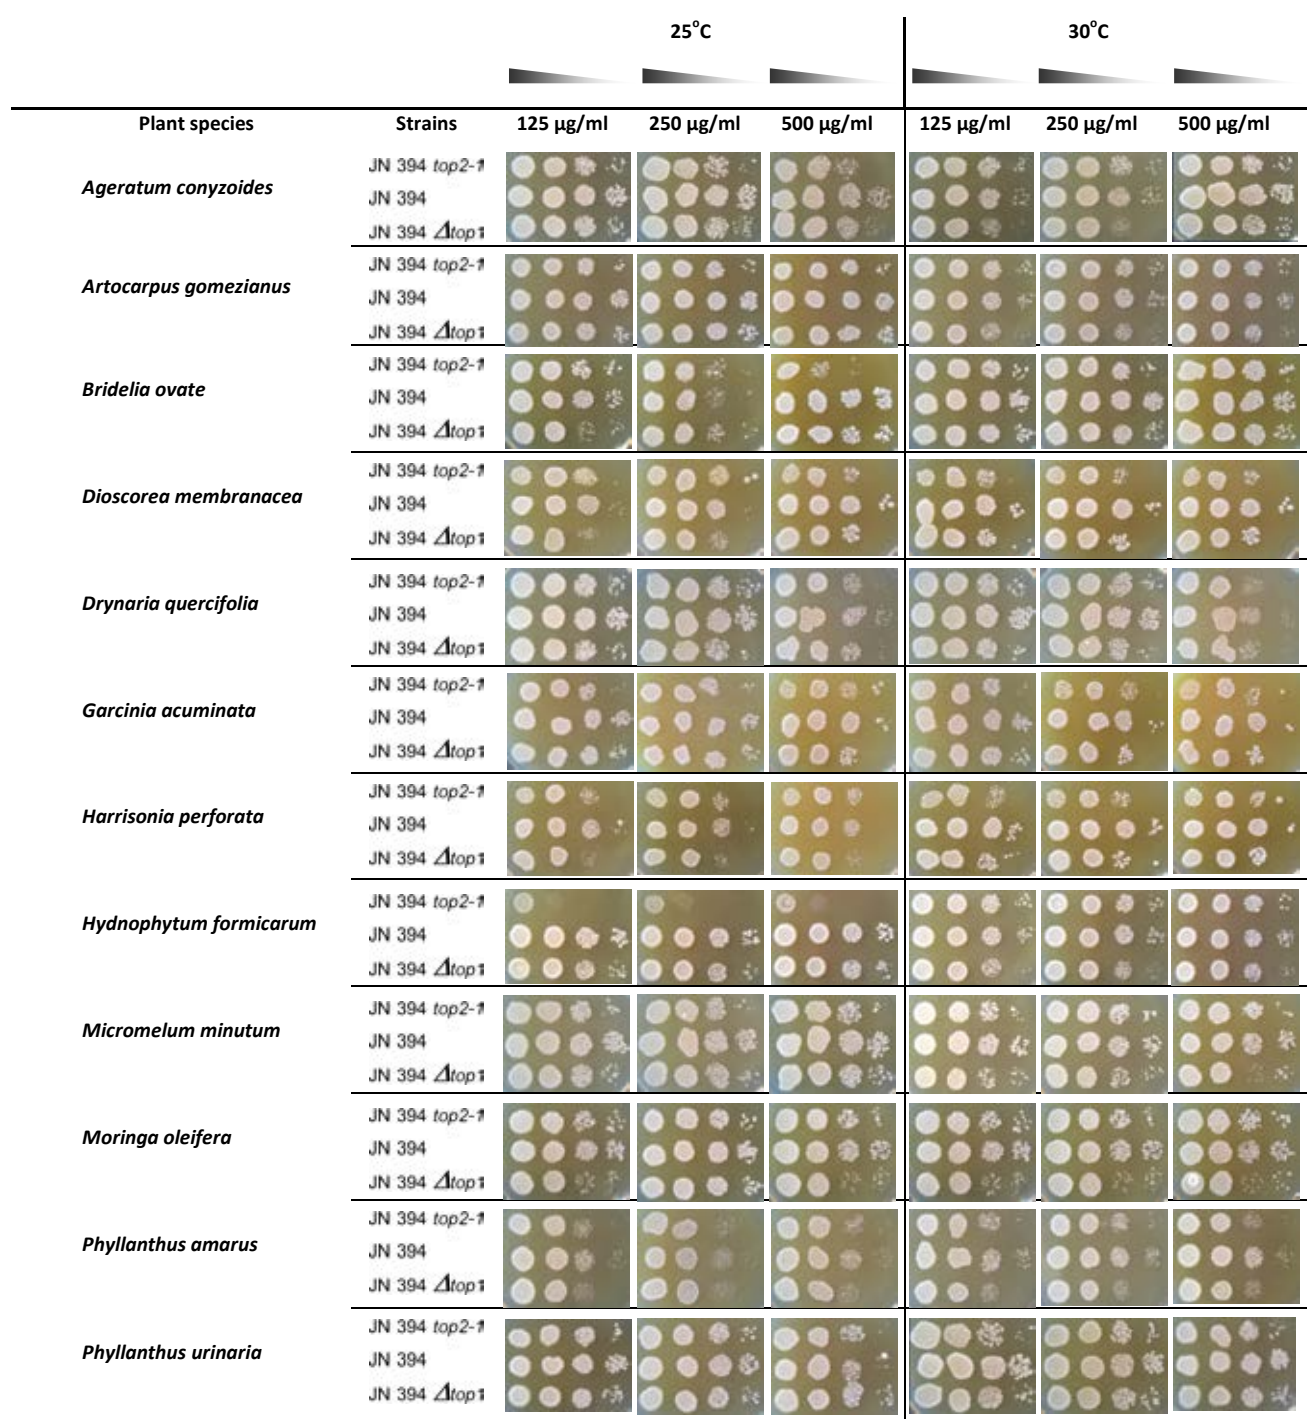 25°C 30°C
Plant species Strains 125 µg/ml 250 µg/ml 500 µg/ml 125 µg/ml 250 µg/ml 500 µg/ml
JN 394 top2-1
Ageratum conyzoides
JN 394
JN 394 Δtop1
JN 394 top2-1
Artocarpus gomezianus
JN 394
JN 394 Δtop1
JN 394 top2-1
Bridelia ovate
JN 394
JN 394 Δtop1
JN 394 top2-1
Dioscorea membranacea
JN 394
JN 394 Δtop1
JN 394 top2-1
Drynaria quercifolia
JN 394
JN 394 Δtop1
JN 394 top2-1
Garcinia acuminata
JN 394
JN 394 Δtop1
JN 394 top2-1
Harrisonia perforata
JN 394
JN 394 Δtop1
JN 394 top2-1
Hydnophytum formicarum
JN 394
JN 394 Δtop1
JN 394 top2-1
Micromelum minutum
JN 394
JN 394 Δtop1
JN 394 top2-1
Moringa oleifera
JN 394
JN 394 Δtop1
JN 394 top2-1
Phyllanthus amarus
JN 394
JN 394 Δtop1
JN 394 top2-1
Phyllanthus urinaria
JN 394
JN 394 Δtop1